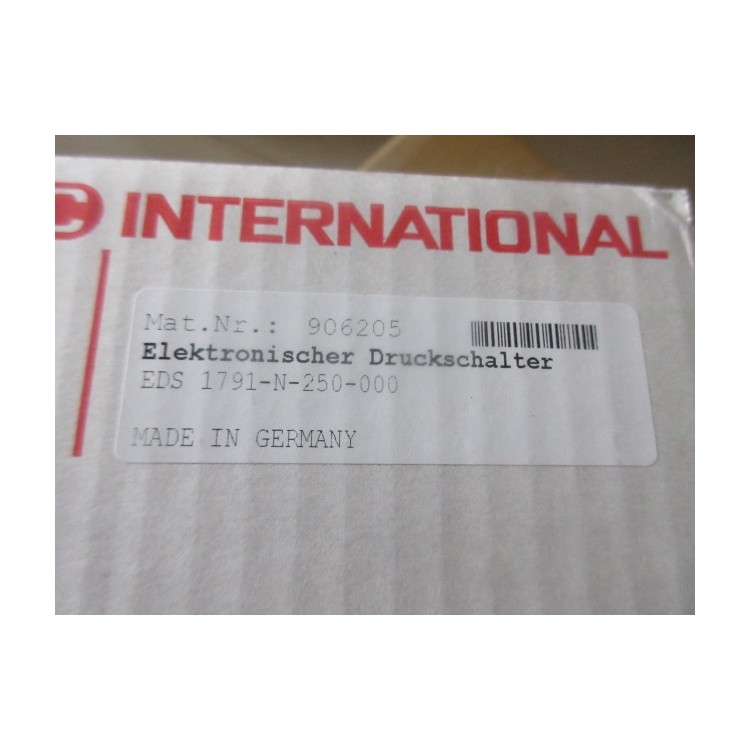 C INTERNATIONAL
Mat.Nr.: 906205
Elektronischer Druckschalter
EDS 1791-N-250-000
MADE IN GERMANY